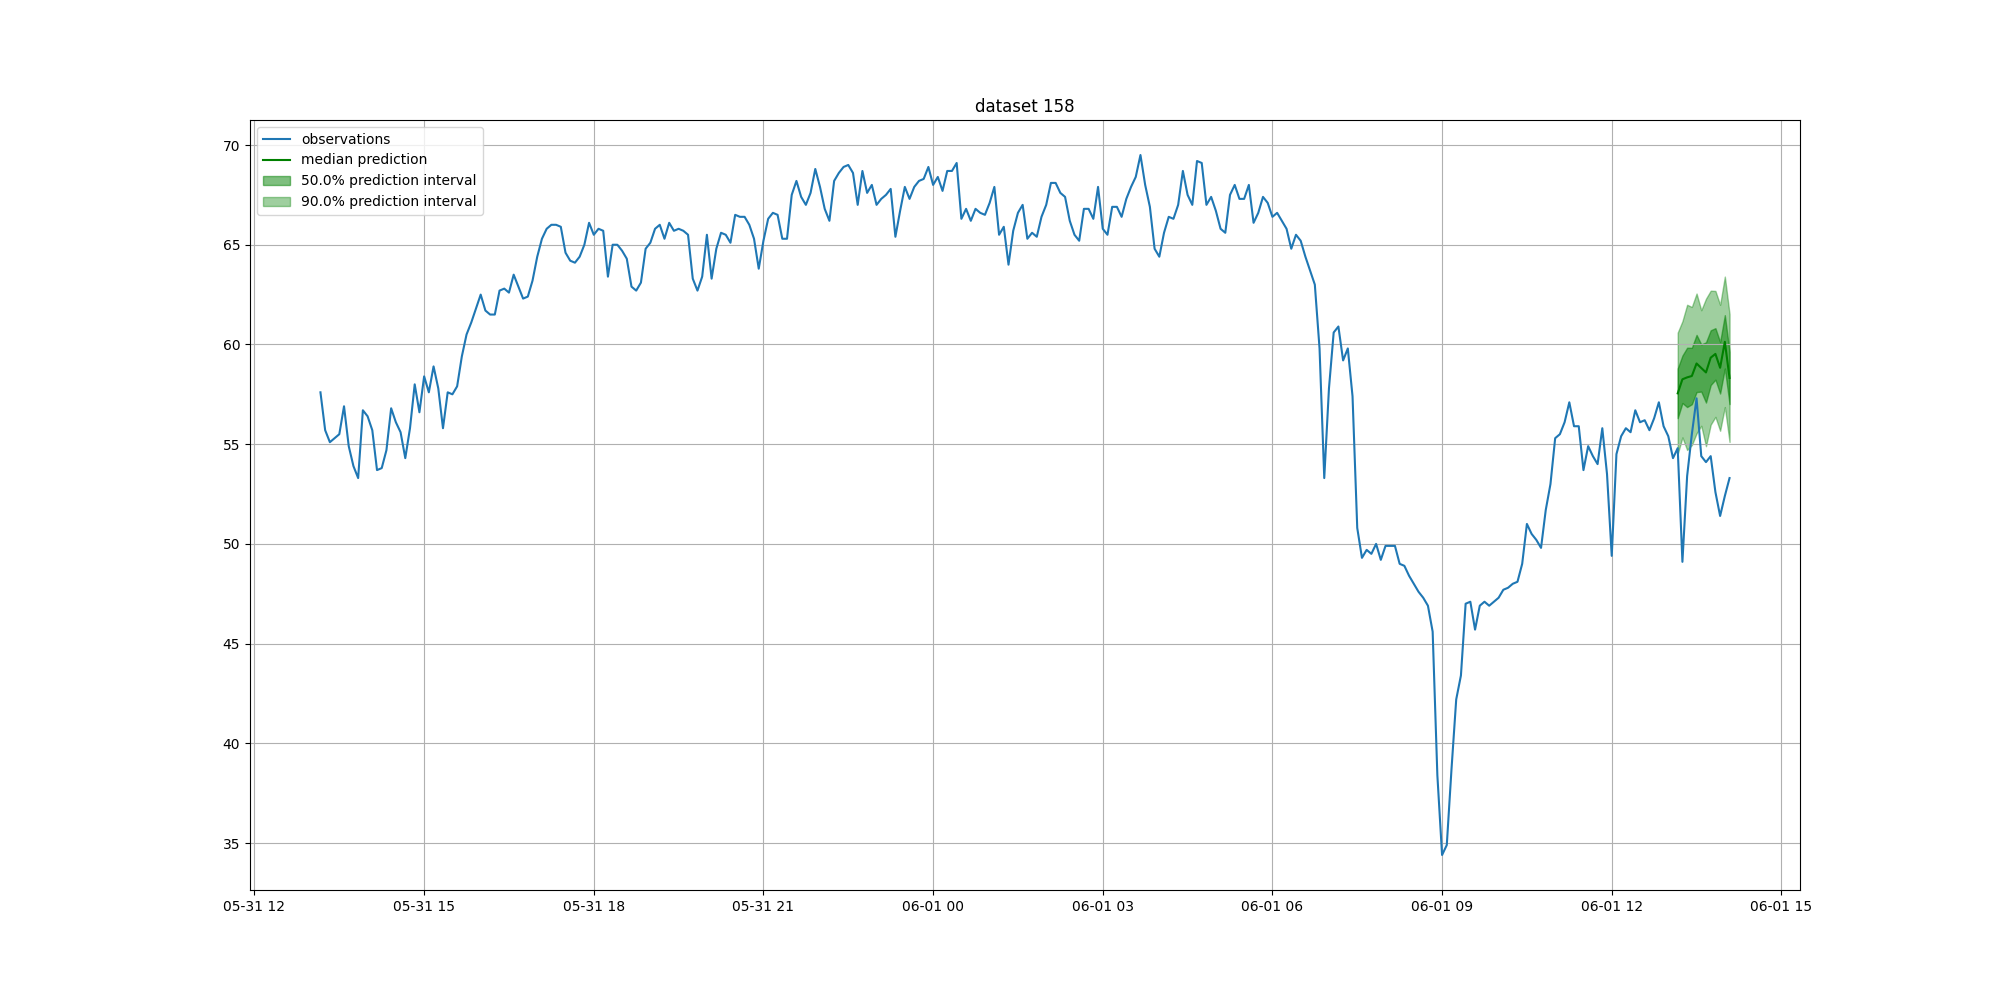 dataset 158
observations
median prediction
50.0% prediction interval
90.0% prediction interval
70
65
60
55
50
45
40
35
05-31 12 05-31 15 05-31 18 05-31 21 06-01 00 06-01 03 06-01 06 06-01 09 06-01 12 06-01 15